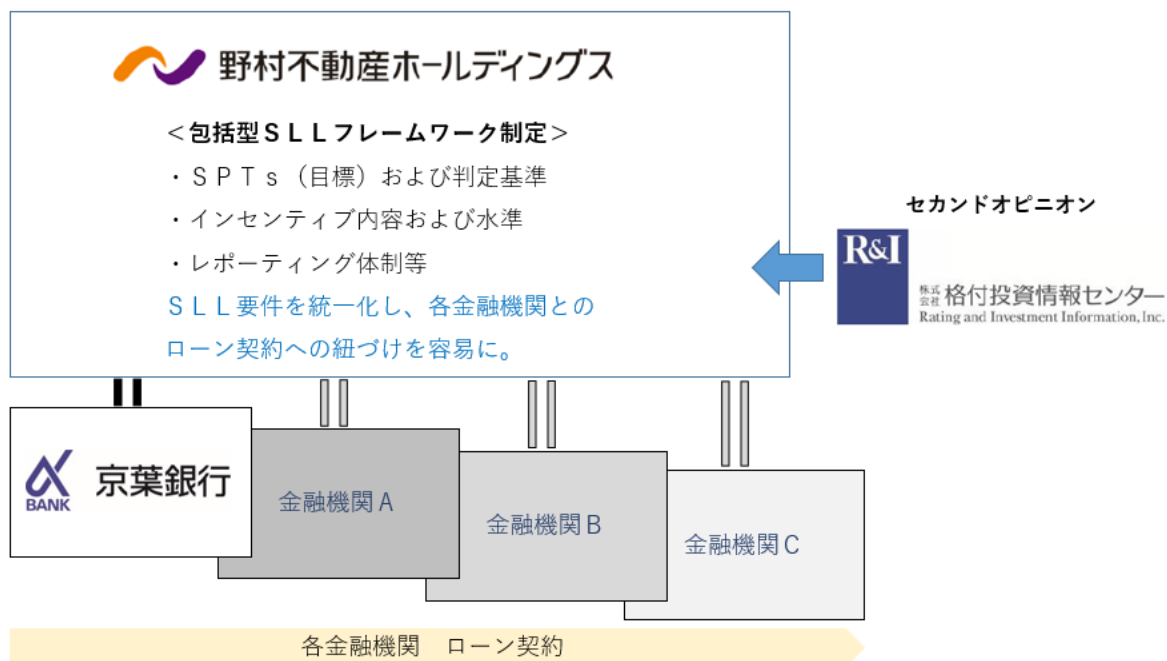 野村不動産ホールディングス
＜包括型ＳＬＬフレームワーク制定＞
・ＳＰＴｓ（目標）および判定基準
・インセンティブ内容および水準
・レポーティング体制等
ＳＬＬ要件を統一化し、各金融機関との
ローン契約への紐づけを容易に。
セカンドオピニオン
R&I
株式会社 格付投資情報センター
Rating and Investment Information, Inc.
BANK 京葉銀行
金融機関Ａ
金融機関Ｂ
金融機関Ｃ
各金融機関　ローン契約